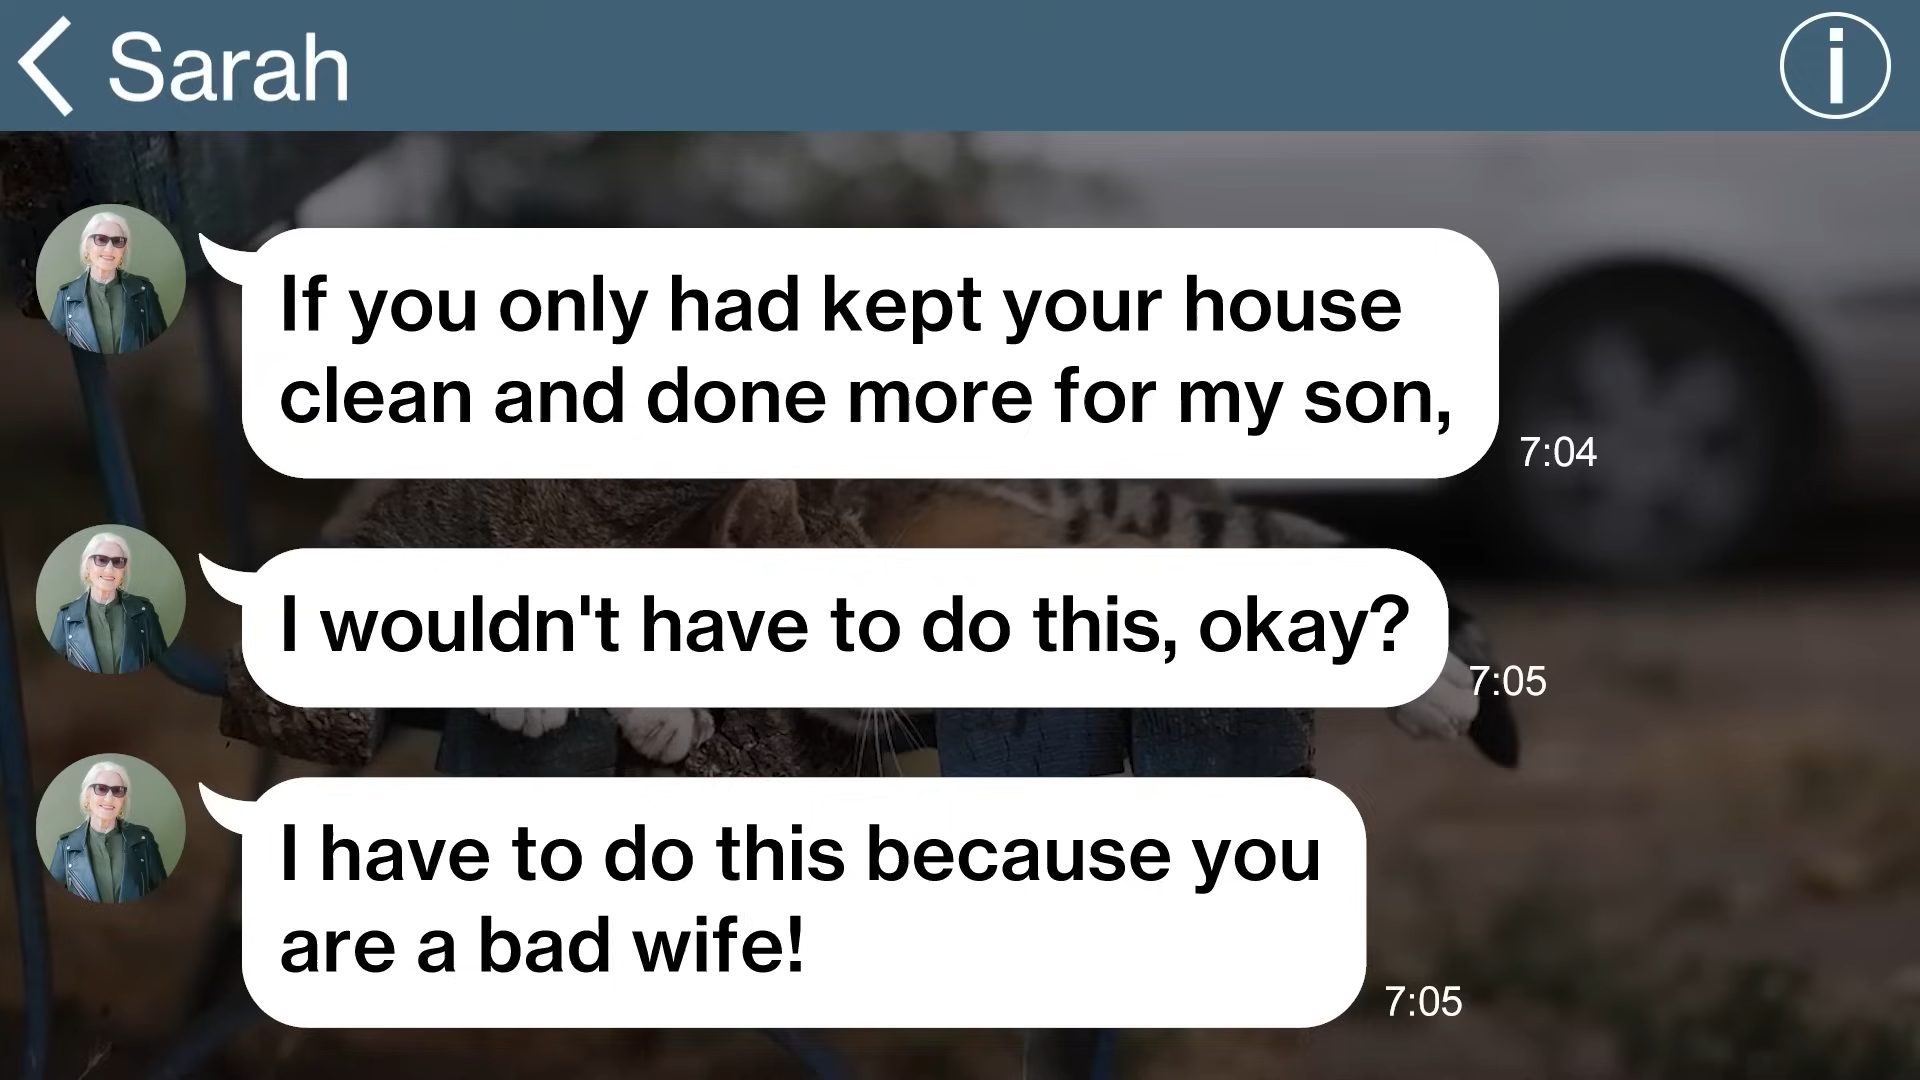 Sarah
If you only had kept your house
clean and done more for my son,
7:04
I wouldn't have to do this, okay?
7:05
I have to do this because you
are a bad wife!
7:05